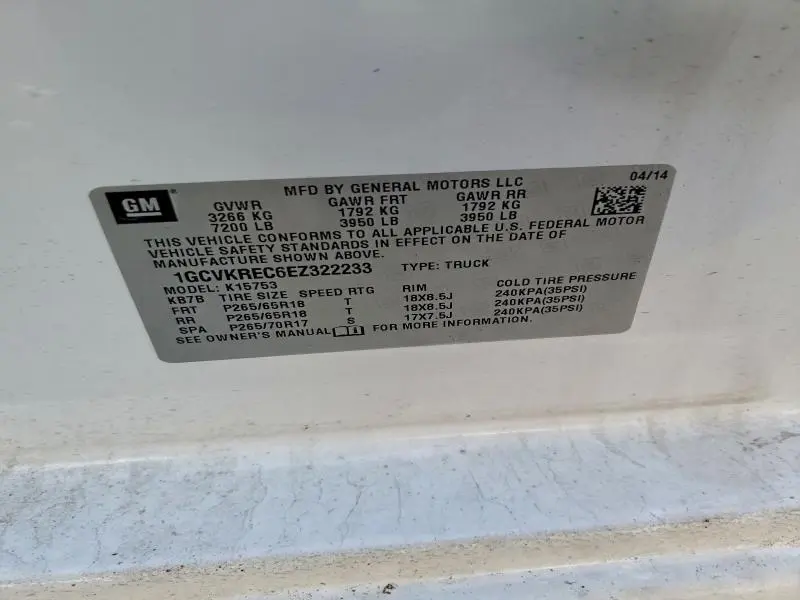 GM®
MFD BY GENERAL MOTORS LLC 04/14
GVWR GAWR FRT GAWR RR
3266 KG 1792 KG 1792 KG
7200 LB 3950 LB 3950 LB
THIS VEHICLE CONFORMS TO ALL APPLICABLE U.S. FEDERAL MOTOR
VEHICLE SAFETY STANDARDS IN EFFECT ON THE DATE OF
MANUFACTURE SHOWN ABOVE.
1GCVKREC6EZ322233 TYPE: TRUCK
MODEL: K15753
KB7B TIRE SIZE SPEED RTG RIM COLD TIRE PRESSURE
FRT P265/65R18 T 18X8.5J 240KPA(35PSI)
RR P265/65R18 T 18X8.5J 240KPA(35PSI)
SPA P265/70R17 S 17X7.5J 240KPA(35PSI)
SEE OWNER'S MANUAL FOR MORE INFORMATION.